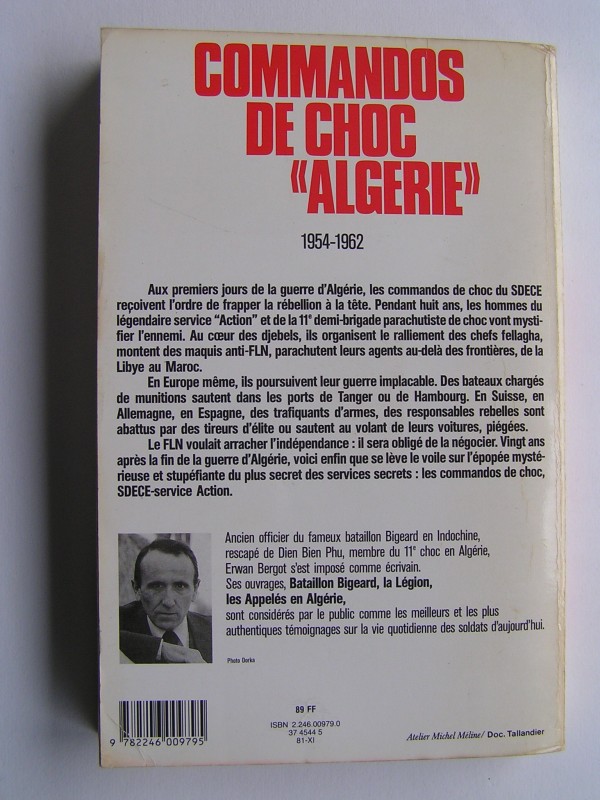 COMMANDOS
DE CHOC
“ALGERIE”
1954-1962
Aux premiers jours de la guerre d'Algérie, les commandos de choc du SDECE
reçoivent l'ordre de frapper la rébellion à la tête. Pendant huit ans, les hommes du
légendaire service “Action” et de la 11e demi-brigade parachutiste de choc vont mysti-
fier l'ennemi. Au cœur des djebels, ils organisent le ralliement des chefs fellagha,
montent des maquis anti-FLN, parachutent leurs agents au-delà des frontières, de la
Libye au Maroc.
En Europe même, ils poursuivent leur guerre implacable. Des bateaux chargés
de munitions sautent dans les ports de Tanger ou de Hambourg. En Suisse, en
Allemagne, en Espagne, des trafiquants d'armes, des responsables rebelles sont
abattus par des tireurs d'élite ou sautent au volant de leurs voitures, piégées.
Le FLN voulait arracher l'indépendance : il sera obligé de la négocier. Vingt ans
après la fin de la guerre d'Algérie, voici enfin que se lève le voile sur l'épopée mysté-
rieuse et stupéfiante du plus secret des services secrets : les commandos de choc,
SDECE-service Action.
Ancien officier du fameux bataillon Bigeard en Indochine,
rescapé de Dien Bien Phu, membre du 11e choc en Algérie,
Erwan Bergot s'est imposé comme écrivain.
Ses ouvrages, Bataillon Bigeard, la Légion,
les Appelés en Algérie,
sont considérés par le public comme les meilleurs et les plus
authentiques témoignages sur la vie quotidienne des soldats d'aujourd'hui.
Photo Dorka
89 FF
ISBN 2.246.00979.0
37 4544 5
81-XI
9 782246 009795
Atelier Michel Méline/ Doc. Tallandier